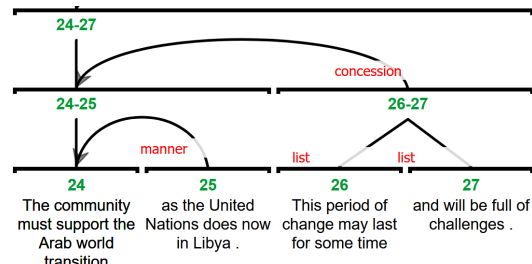 24-27
concession
24-25
26-27
manner
list
list
24
25
26
27
The community
must support the
Arab world
transition
as the United
Nations does now
in Libya .
This period of
change may last
for some time
and will be full of
challenges .